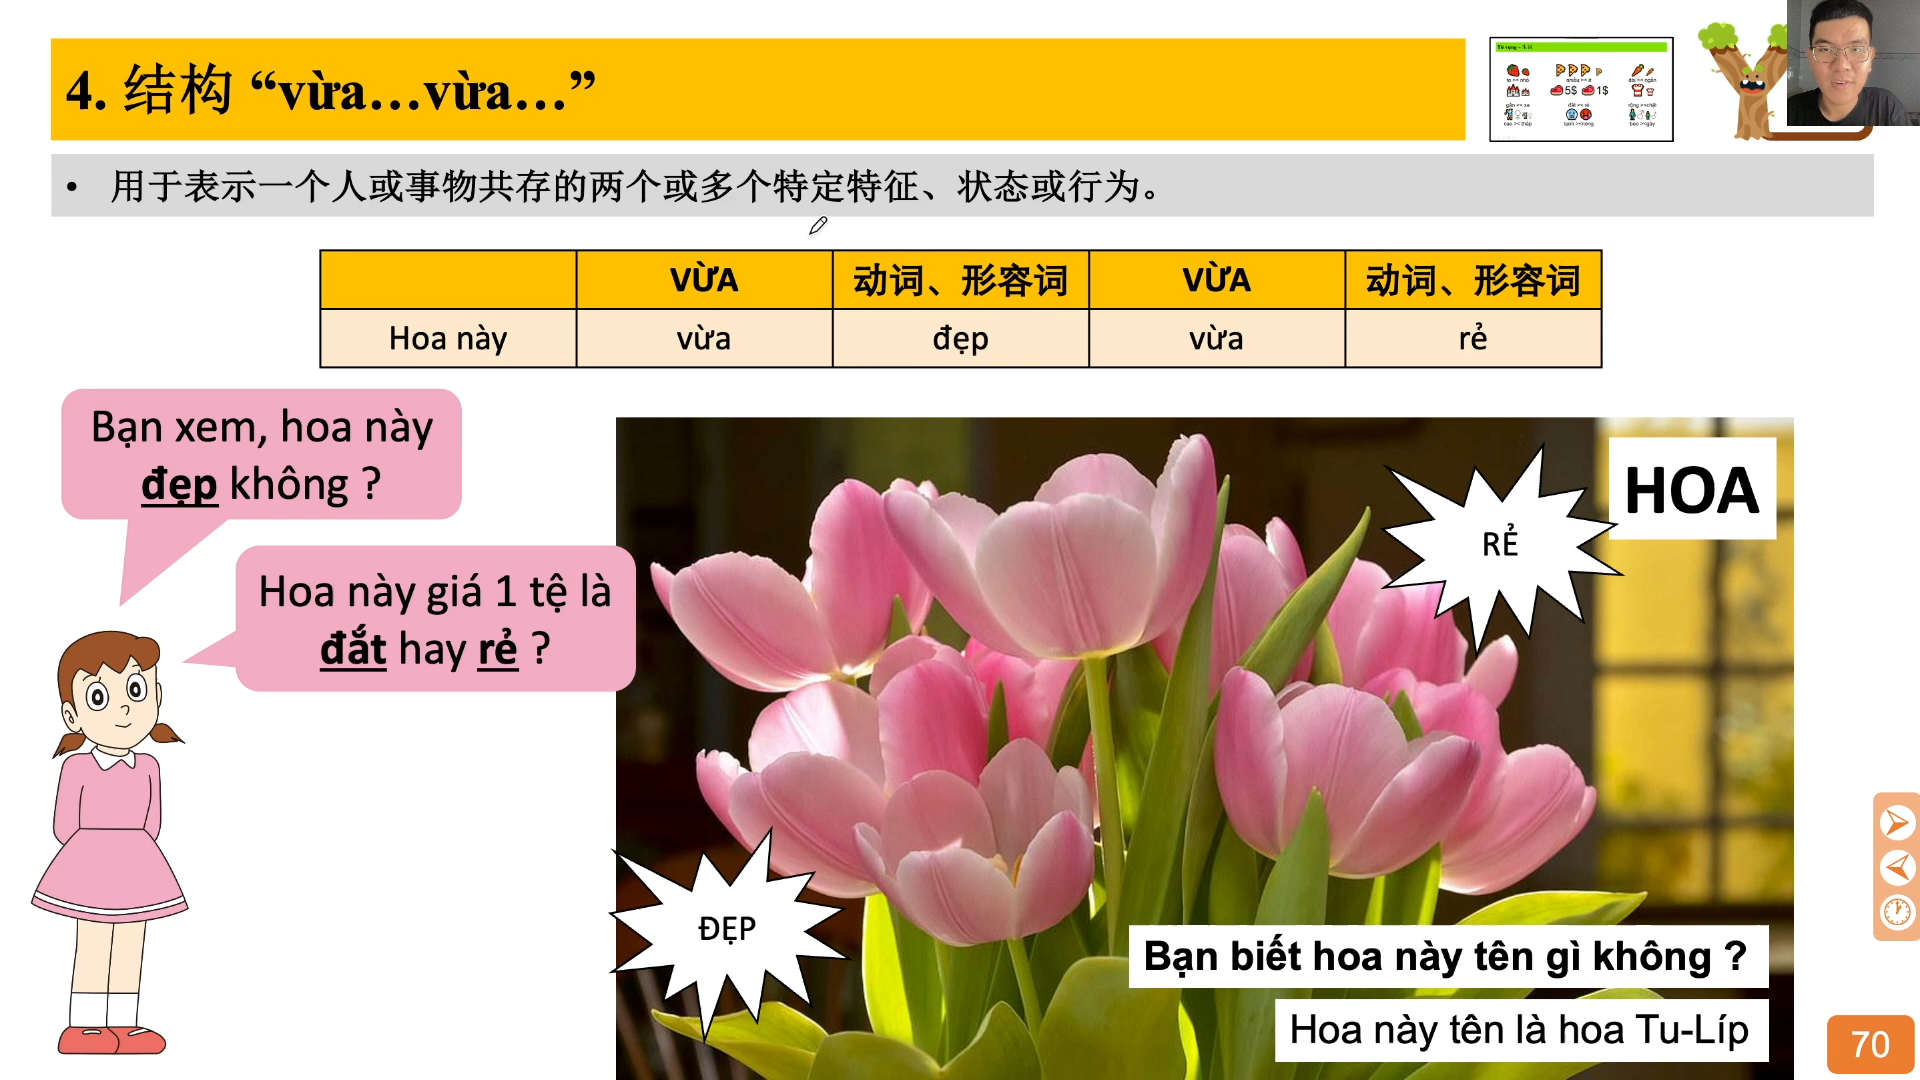 4. 结构 “vừa...vừa...”
• 用于表示一个人或事物共存的两个或多个特定特征、状态或行为。
VỪA 动词、形容词 VỪA 动词、形容词
Hoa này vừa đẹp vừa rẻ
Bạn xem, hoa này
đẹp không ?
Hoa này giá 1 tệ là
đắt hay rẻ ?
HOA
RẺ
ĐẸP
Bạn biết hoa này tên gì không ?
Hoa này tên là hoa Tu-Líp
70
5$ 1$